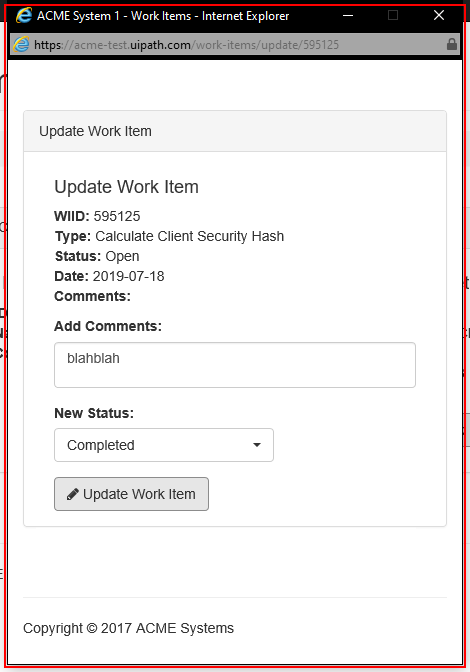 ACME System 1 - Work Items - Internet Explorer
https://acme-test.uipath.com/work-items/update/595125
Update Work Item
Update Work Item
WIID: 595125
Type: Calculate Client Security Hash
Status: Open
Date: 2019-07-18
Comments:
Add Comments:
blahblah
New Status:
Completed
Update Work Item
Copyright © 2017 ACME Systems